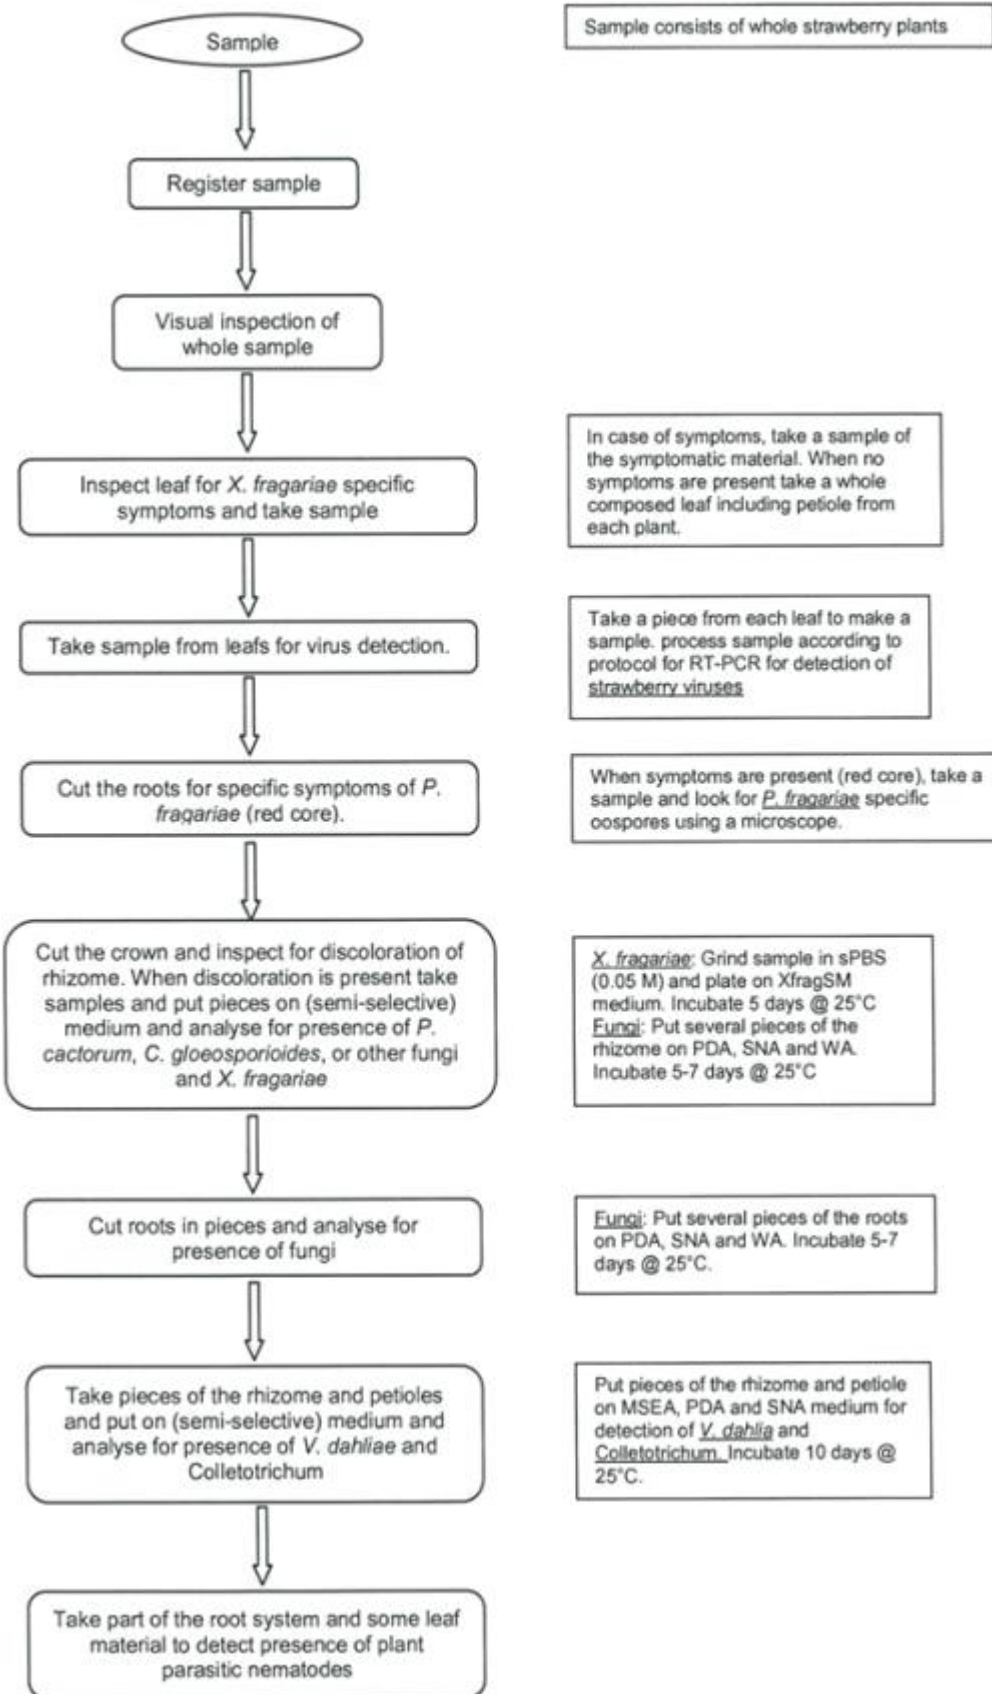 Sample
Sample consists of whole strawberry plants
Register sample
Visual inspection of
whole sample
Inspect leaf for X. fragariae specific
symptoms and take sample
In case of symptoms, take a sample of
the symptomatic material. When no
symptoms are present take a whole
composed leaf including petiole from
each plant.
Take sample from leafs for virus detection.
Take a piece from each leaf to make a
sample. process sample according to
protocol for RT-PCR for detection of
strawberry viruses
Cut the roots for specific symptoms of P.
fragariae (red core).
When symptoms are present (red core), take a
sample and look for P. fragariae specific
oospores using a microscope.
Cut the crown and inspect for discoloration of
rhizome. When discoloration is present take
samples and put pieces on (semi-selective)
medium and analyse for presence of P.
cactorum, C. gloeosporioides, or other fungi
and X. fragariae
X. fragariae: Grind sample in sPBS
(0.05 M) and plate on XfragSM
medium. Incubate 5 days @ 25°C
Fungi: Put several pieces of the
rhizome on PDA, SNA and WA.
Incubate 5-7 days @ 25°C
Cut roots in pieces and analyse for
presence of fungi
Fungi: Put several pieces of the roots
on PDA, SNA and WA. Incubate 5-7
days @ 25°C.
Take pieces of the rhizome and petioles
and put on (semi-selective) medium and
analyse for presence of V. dahliae and
Colletotrichum
Put pieces of the rhizome and petiole
on MSEA, PDA and SNA medium for
detection of V. dahlia and
Colletotrichum. Incubate 10 days @
25°C.
Take part of the root system and some leaf
material to detect presence of plant
parasitic nematodes